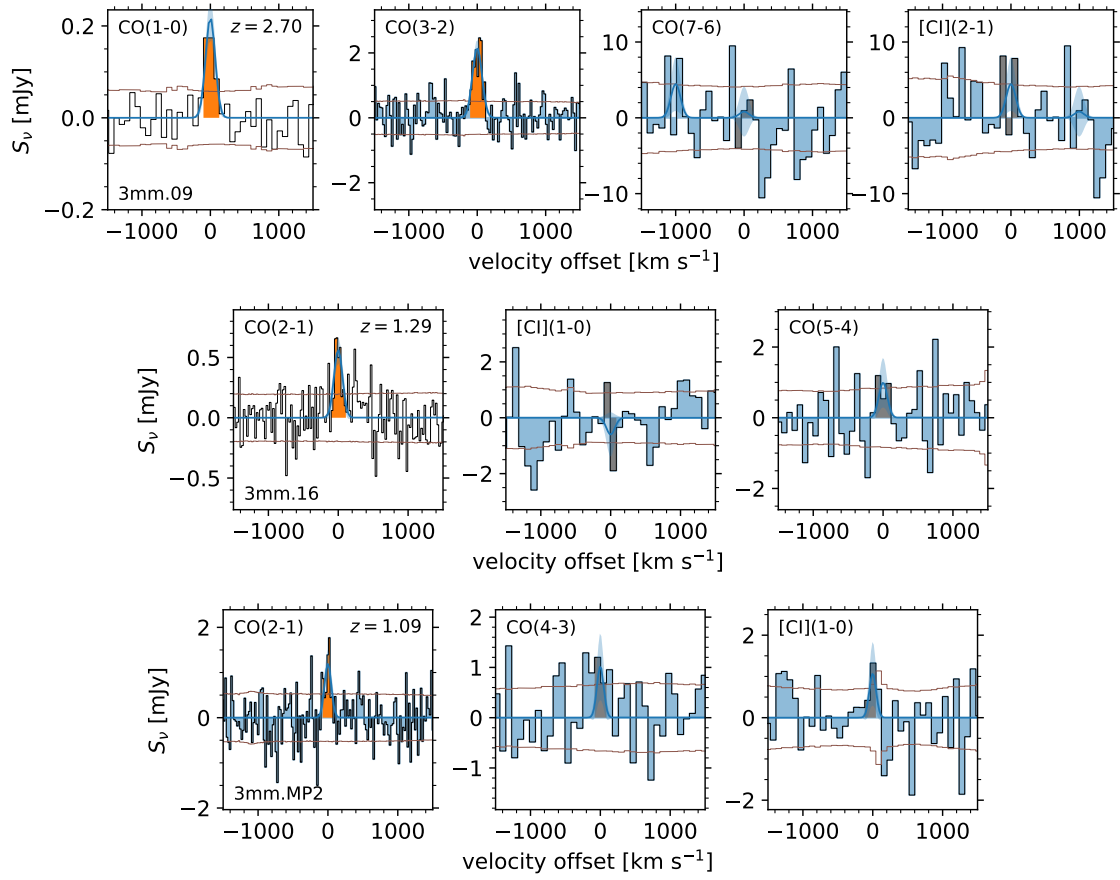 CO(1-0) z = 2.70
CO(3-2)
CO(7-6)
[CI](2-1)
0.2
0.0
−0.2
2
0
−2
10
0
−10
10
0
−10
S_ν [mJy]
3mm.09
−1000 0 1000
−1000 0 1000
−1000 0 1000
−1000 0 1000
velocity offset [km s⁻¹]
CO(2-1) z = 1.29
[CI](1-0)
CO(5-4)
0.5
0.0
−0.5
2
0
−2
2
0
−2
S_ν [mJy]
3mm.16
−1000 0 1000
−1000 0 1000
−1000 0 1000
velocity offset [km s⁻¹]
CO(2-1) z = 1.09
CO(4-3)
[CI](1-0)
2
0
−2
2
1
0
−1
2
0
−2
S_ν [mJy]
3mm.MP2
−1000 0 1000
−1000 0 1000
−1000 0 1000
velocity offset [km s⁻¹]